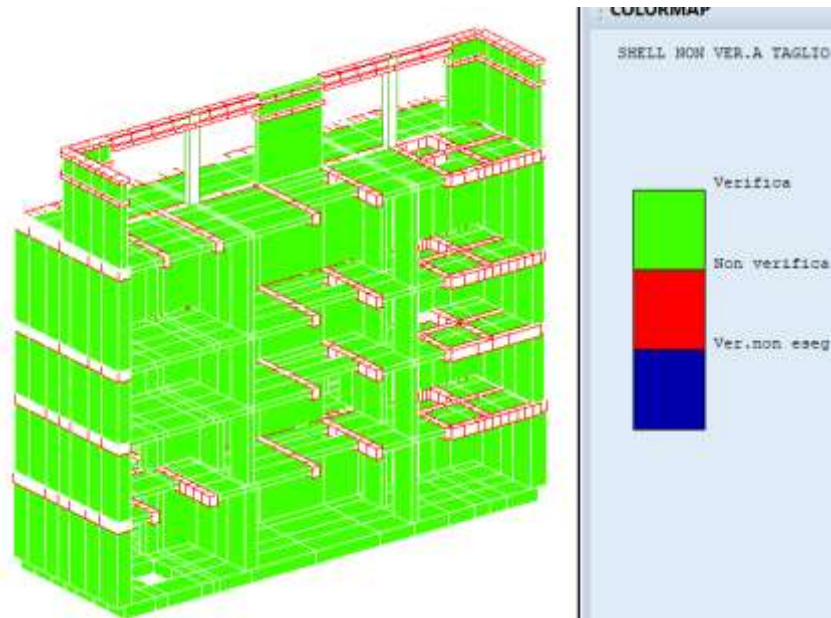 COLORMAP
SHELL NON VER.A TAGLIO
Verifica
Non verifica
Ver.non eseg